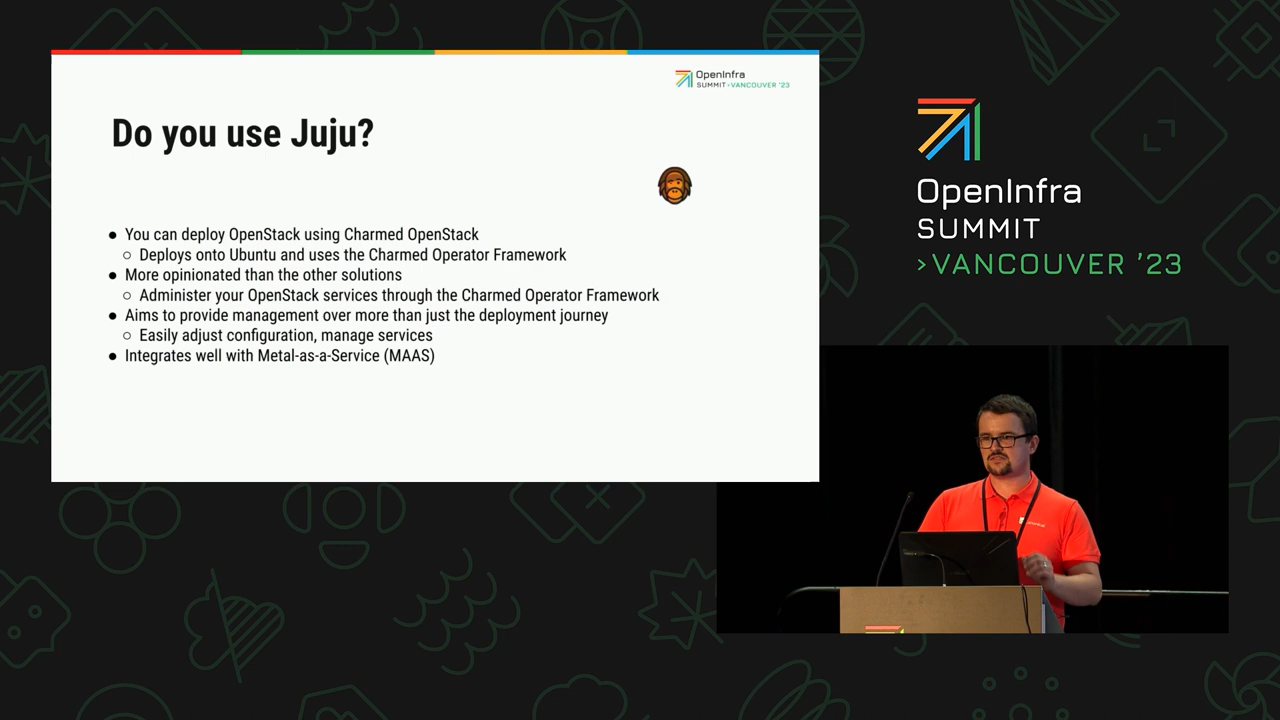 OpenInfra
SUMMIT >VANCOUVER '23
Do you use Juju?
● You can deploy OpenStack using Charmed OpenStack
○ Deploys onto Ubuntu and uses the Charmed Operator Framework
● More opinionated than the other solutions
○ Administer your OpenStack services through the Charmed Operator Framework
● Aims to provide management over more than just the deployment journey
○ Easily adjust configuration, manage services
● Integrates well with Metal-as-a-Service (MAAS)
OpenInfra
SUMMIT
>VANCOUVER '23